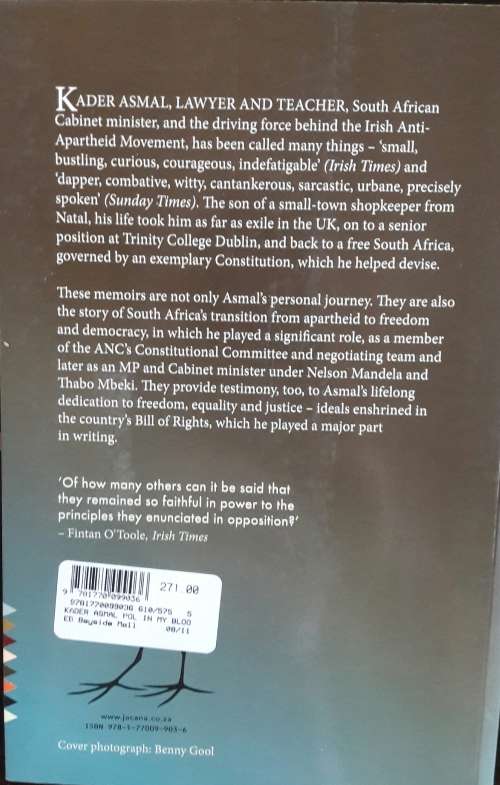 KADER ASMAL, LAWYER AND TEACHER, South African
Cabinet minister, and the driving force behind the Irish Anti-
Apartheid Movement, has been called many things – 'small,
bustling, curious, courageous, indefatigable' (Irish Times) and
'dapper, combative, witty, cantankerous, sarcastic, urbane, precisely
spoken' (Sunday Times). The son of a small-town shopkeeper from
Natal, his life took him as far as exile in the UK, on to a senior
position at Trinity College Dublin, and back to a free South Africa,
governed by an exemplary Constitution, which he helped devise.
These memoirs are not only Asmal's personal journey. They are also
the story of South Africa's transition from apartheid to freedom
and democracy, in which he played a significant role, as a member
of the ANC's Constitutional Committee and negotiating team and
later as an MP and Cabinet minister under Nelson Mandela and
Thabo Mbeki. They provide testimony, too, to Asmal's lifelong
dedication to freedom, equality and justice – ideals enshrined in
the country's Bill of Rights, which he played a major part
in writing.
'Of how many others can it be said that
they remained so faithful in power to the
principles they enunciated in opposition?'
– Fintan O'Toole, Irish Times
271.00
9 781770 099036
9781770099036 610/575 5
KADER ASMAL POL IN MY BLOO
ED Bayside Mall 08/11
www.jacana.co.za
ISBN 978-1-77009-903-6
Cover photograph: Benny Gool